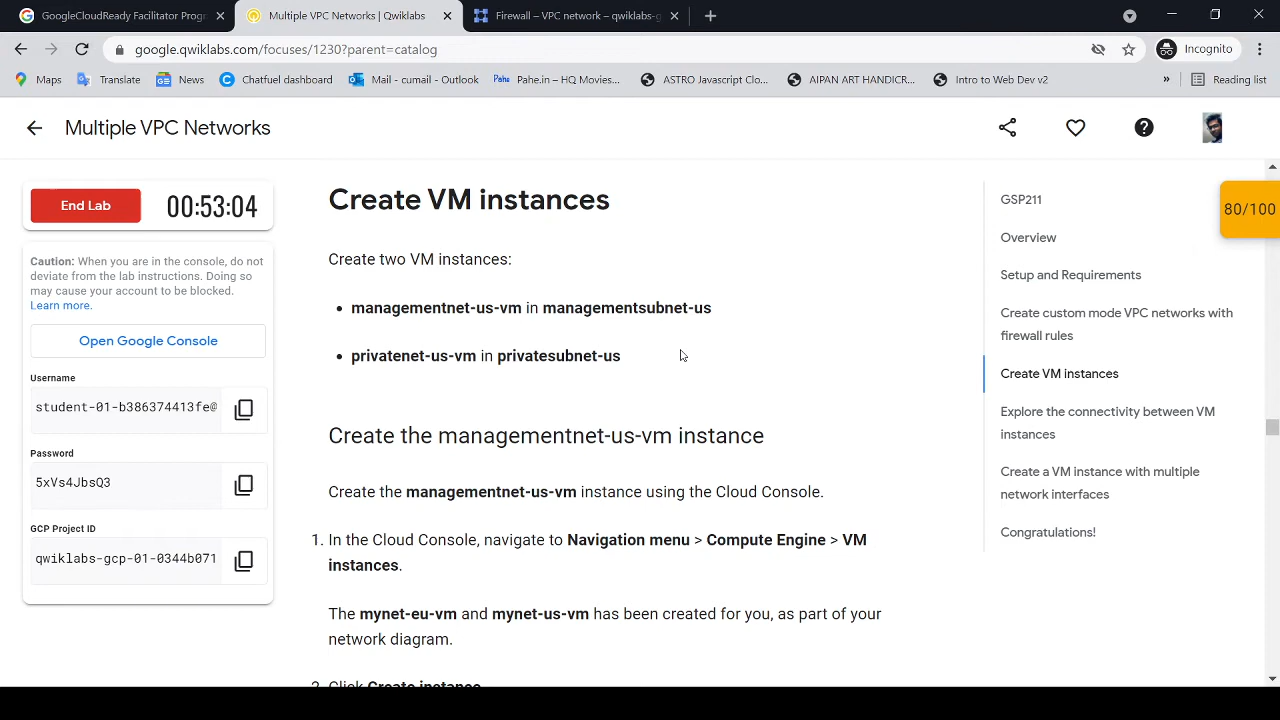 GoogleCloudReady Facilitator Progr
Multiple VPC Networks | Qwiklabs
Firewall – VPC network – qwiklabs-g
google.qwiklabs.com/focuses/1230?parent=catalog
Incognito
Maps
Translate
News
Chatfuel dashboard
Mail - cumail - Outlook
Pahe.in – HQ Movies...
ASTRO Javascript Clo...
AIPAN ARTHANDICR...
Intro to Web Dev v2
»
Reading list
Multiple VPC Networks
End Lab
00:53:04
Caution: When you are in the console, do not
deviate from the lab instructions. Doing so
may cause your account to be blocked.
Learn more.
Open Google Console
Username
student-01-b386374413fe@
Password
5xVs4JbsQ3
GCP Project ID
qwiklabs-gcp-01-0344b071
Create VM instances
Create two VM instances:
• managementnet-us-vm in managementsubnet-us
• privatenet-us-vm in privatesubnet-us
Create the managementnet-us-vm instance
Create the managementnet-us-vm instance using the Cloud Console.
1. In the Cloud Console, navigate to Navigation menu > Compute Engine > VM
instances.
The mynet-eu-vm and mynet-us-vm has been created for you, as part of your
network diagram.
2. Click Create instance.
GSP211
Overview
Setup and Requirements
Create custom mode VPC networks with
firewall rules
Create VM instances
Explore the connectivity between VM
instances
Create a VM instance with multiple
network interfaces
Congratulations!
80/100